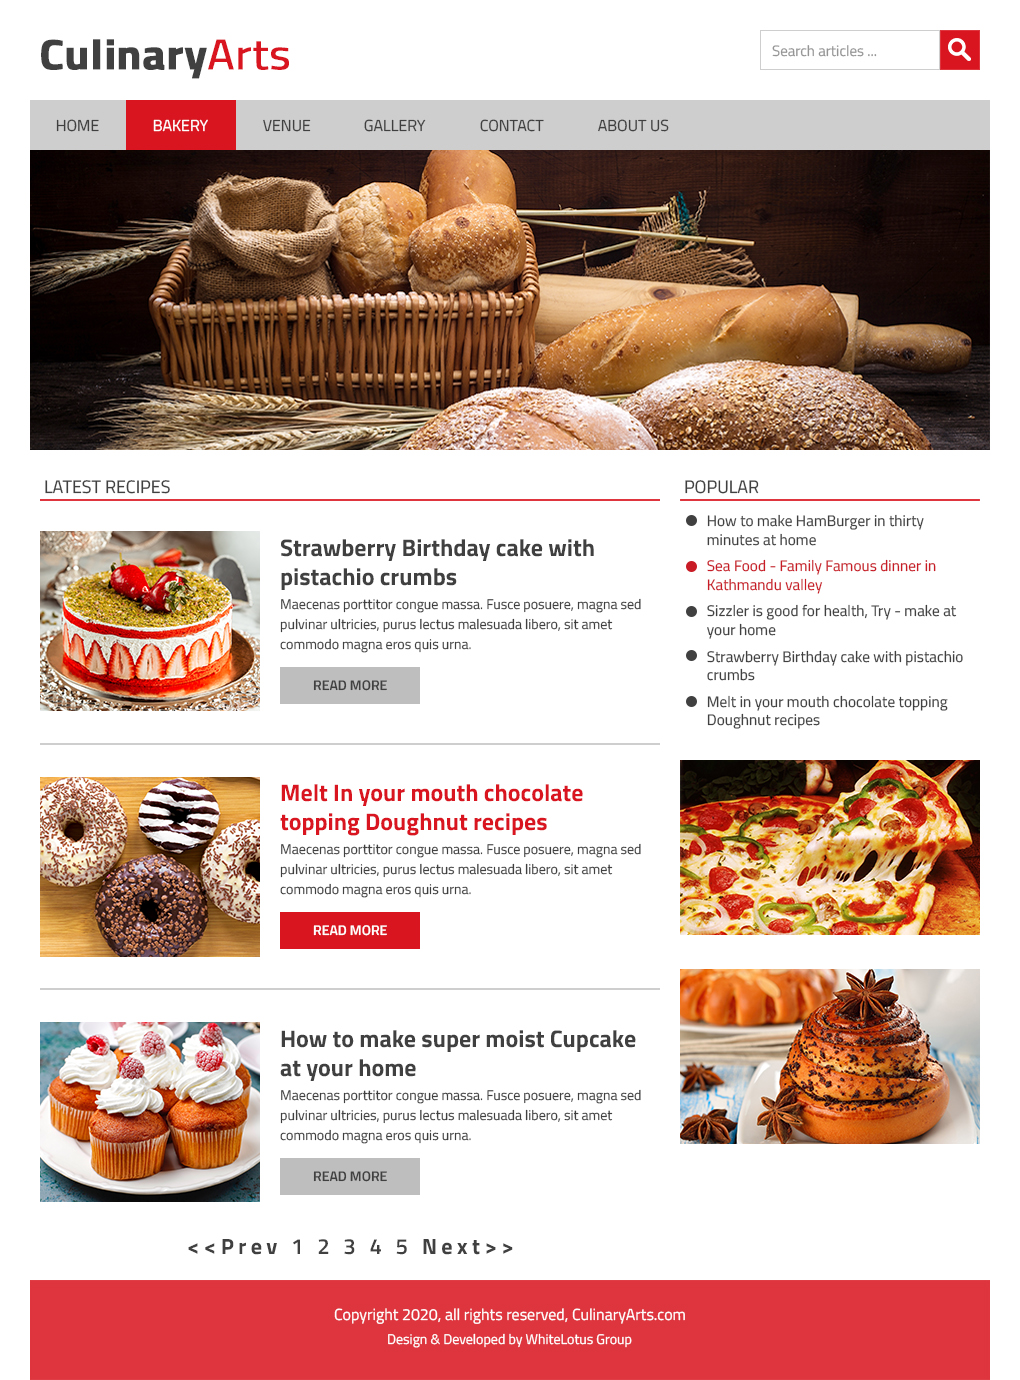 CulinaryArts
Search articles ...
HOME BAKERY VENUE GALLERY CONTACT ABOUT US
LATEST RECIPES
Strawberry Birthday cake with
pistachio crumbs
Maecenas porttitor congue massa. Fusce posuere, magna sed
pulvinar ultricies, purus lectus malesuada libero, sit amet
commodo magna eros quis urna.
READ MORE
Melt In your mouth chocolate
topping Doughnut recipes
Maecenas porttitor congue massa. Fusce posuere, magna sed
pulvinar ultricies, purus lectus malesuada libero, sit amet
commodo magna eros quis urna.
READ MORE
How to make super moist Cupcake
at your home
Maecenas porttitor congue massa. Fusce posuere, magna sed
pulvinar ultricies, purus lectus malesuada libero, sit amet
commodo magna eros quis urna.
READ MORE
<<Prev 1 2 3 4 5 Next>>
POPULAR
How to make HamBurger in thirty
minutes at home
Sea Food - Family Famous dinner in
Kathmandu valley
Sizzler is good for health, Try - make at
your home
Strawberry Birthday cake with pistachio
crumbs
Melt in your mouth chocolate topping
Doughnut recipes
Copyright 2020, all rights reserved, CulinaryArts.com
Design & Developed by WhiteLotus Group